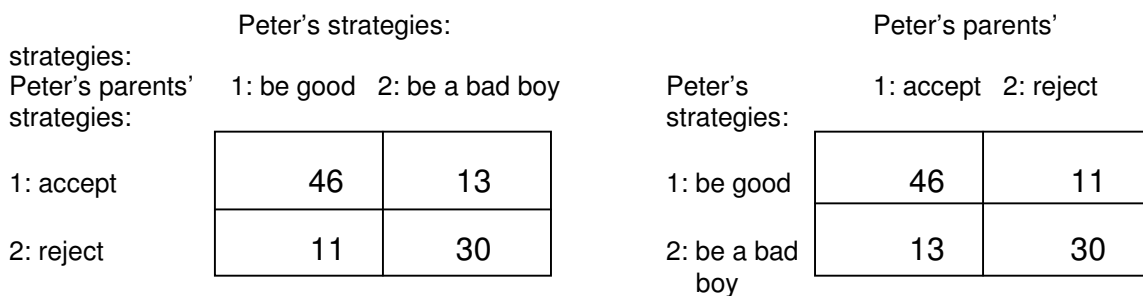 Peter's strategies: Peter's parents'
strategies:
Peter's parents' 1: be good 2: be a bad boy Peter's 1: accept 2: reject
strategies: strategies:
1: accept 46 13 1: be good 46 11
2: reject 11 30 2: be a bad 13 30
boy